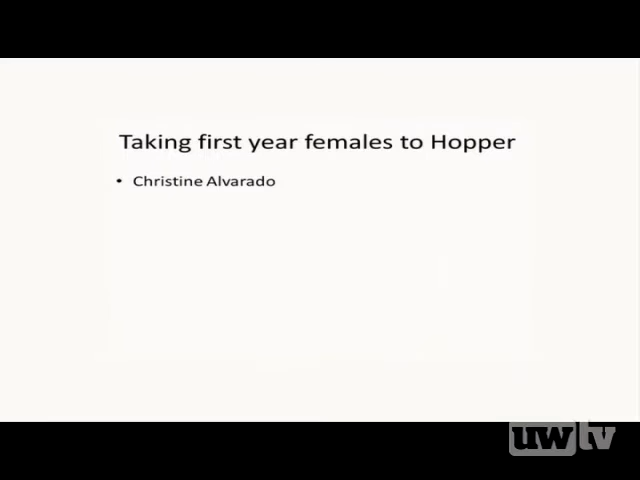 Taking first year females to Hopper
• Christine Alvarado
uwtv